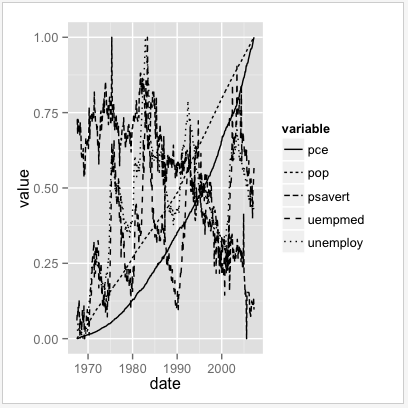 1.00
0.75
0.50
0.25
0.00
value
1970 1980 1990 2000
date
variable
pce
pop
psavert
uempmed
unemploy